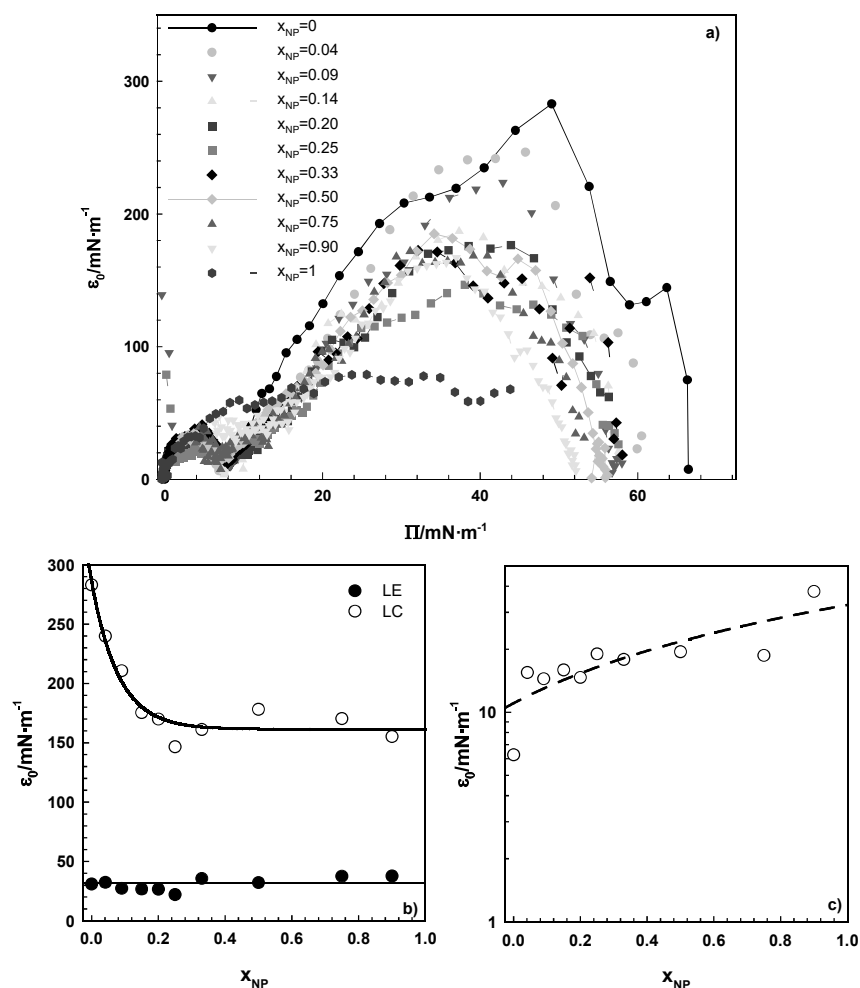 a)
x_NP=0
x_NP=0.04
x_NP=0.09
x_NP=0.14
x_NP=0.20
x_NP=0.25
x_NP=0.33
x_NP=0.50
x_NP=0.75
x_NP=0.90
x_NP=1
300
200
100
0
ε₀/mN·m⁻¹
0 20 40 60
Π/mN·m⁻¹
300
250
200
150
100
50
0
ε₀/mN·m⁻¹
LE
LC
b)
0.0 0.2 0.4 0.6 0.8 1.0
x_NP
10
1
ε₀/mN·m⁻¹
c)
0.0 0.2 0.4 0.6 0.8 1.0
x_NP